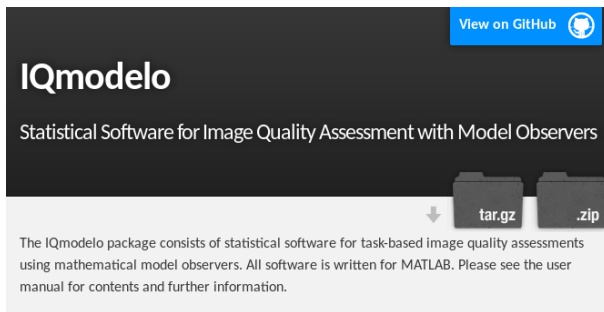 View on GitHub
IQmodelo
Statistical Software for Image Quality Assessment with Model Observers
tar.gz
.zip
The IQmodelo package consists of statistical software for task-based image quality assessments
using mathematical model observers. All software is written for MATLAB. Please see the user
manual for contents and further information.